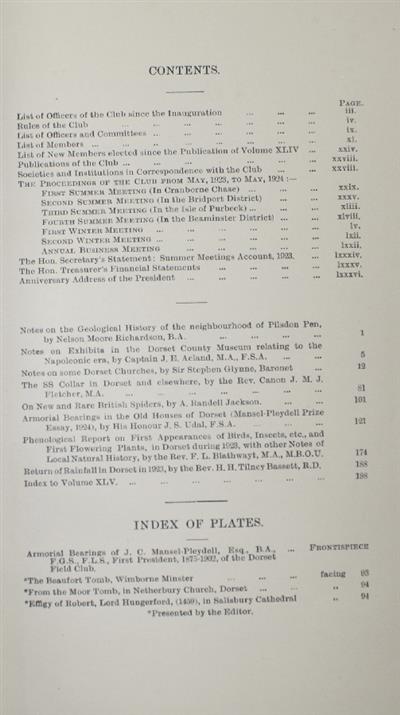 CONTENTS.
PAGE.
List of Officers of the Club since the Inauguration ... ... ... iii.
Rules of the Club ... ... ... ... ... ... iv.
List of Officers and Committees ... ... ... ... ... ix.
List of Members ... ... ... ... ... ... xi.
List of New Members elected since the Publication of Volume XLIV ... xxiv.
Publications of the Club ... ... ... ... ... xxviii.
Societies and Institutions in Correspondence with the Club ... ... xxviii.
THE PROCEEDINGS OF THE CLUB FROM MAY, 1923, TO MAY, 1924 :—
FIRST SUMMER MEETING (In Cranborne Chase) ... ... ... xxix.
SECOND SUMMER MEETING (In the Bridport District) ... ... xxxv.
THIRD SUMMER MEETING (In the Isle of Purbeck) ... ... ... xliii.
FOURTH SUMMER MEETING (In the Beaminster District) ... ... xlviii.
FIRST WINTER MEETING ... ... ... ... ... lv.
SECOND WINTER MEETING ... ... ... ... ... lxii.
ANNUAL BUSINESS MEETING ... ... ... ... lxxii.
The Hon. Secretary's Statement: Summer Meetings Account, 1923. ... lxxxiv.
The Hon. Treasurer's Financial Statements ... ... ... ... lxxxv.
Anniversary Address of the President ... ... ... ... ... lxxxvi.
Notes on the Geological History of the neighbourhood of Pilsdon Pen,
by Nelson Moore Richardson, B.A. ... ... ... ... 1
Notes on Exhibits in the Dorset County Museum relating to the
Napoleonic era, by Captain J. E. Acland, M.A., F.S.A. ... ... 5
Notes on some Dorset Churches, by Sir Stephen Glynne, Baronet ... 12
The SS Collar in Dorset and elsewhere, by the Rev. Canon J. M. J.
Fletcher, M.A. ... ... ... ... ... ... 81
On New and Rare British Spiders, by A. Randell Jackson. ... ... 101
Armorial Bearings in the Old Houses of Dorset (Mansel-Pleydell Prize
Essay, 1924), by His Honour J. S. Udal, F.S.A. ... ... ... 121
Phenological Report on First Appearances of Birds, Insects, etc., and
First Flowering Plants, in Dorset during 1923, with other Notes of
Local Natural History, by the Rev. F. L. Blathwayt, M.A., M.B.O.U. 174
Return of Rainfall in Dorset in 1923, by the Rev. H. H. Tilney Bassett, R.D. 188
Index to Volume XLV. ... ... ... ... ... ... 198
INDEX OF PLATES.
Armorial Bearings of J. C. Mansel-Pleydell, Esq., B.A., ... FRONTISPIECE
F.G.S., F.L.S., First President, 1875-1902, of the Dorset
Field Club.
*The Beaufort Tomb, Wimborne Minster ... ... ... facing 93
*From the Moor Tomb, in Netherbury Church, Dorset ... ... " 94
*Effigy of Robert, Lord Hungerford, (1459), in Salisbury Cathedral " 94
*Presented by the Editor.